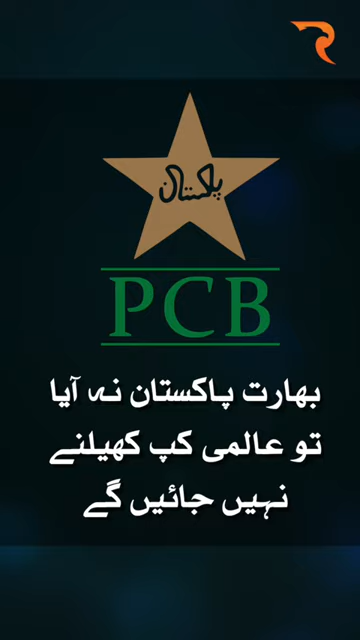 پاکستان
PCB
بھارت پاکستان نہ آیا
تو عالمی کپ کھیلنے
نہیں جائیں گے